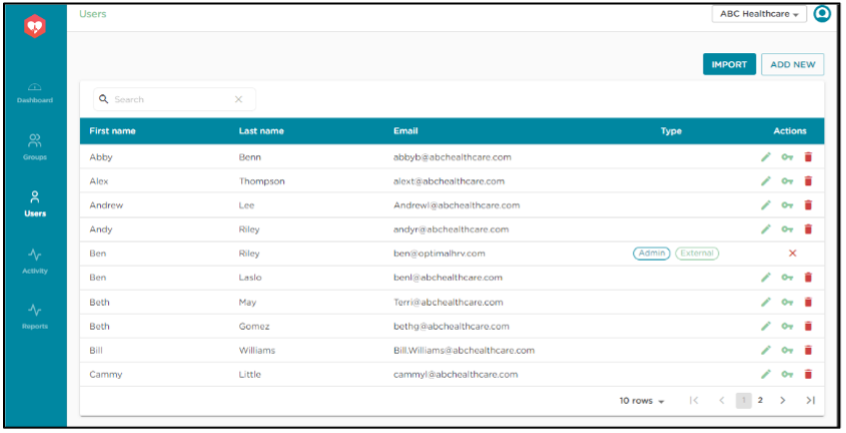 Users
ABC Healthcare
IMPORT
ADD NEW
Dashboard
Groups
Users
Activity
Reports
Search
First name Last name Email Type Actions
Abby Benn abbyb@abchealthcare.com
Alex Thompson alext@abchealthcare.com
Andrew Lee Andrewl@abchealthcare.com
Andy Riley andyr@abchealthcare.com
Ben Riley ben@optimalhrv.com Admin External
Ben Laslo benl@abchealthcare.com
Beth May Terri@abchealthcare.com
Beth Gomez bethg@abchealthcare.com
Bill Williams Bill.Williams@abchealthcare.com
Cammy Little cammyl@abchealthcare.com
10 rows 1 2